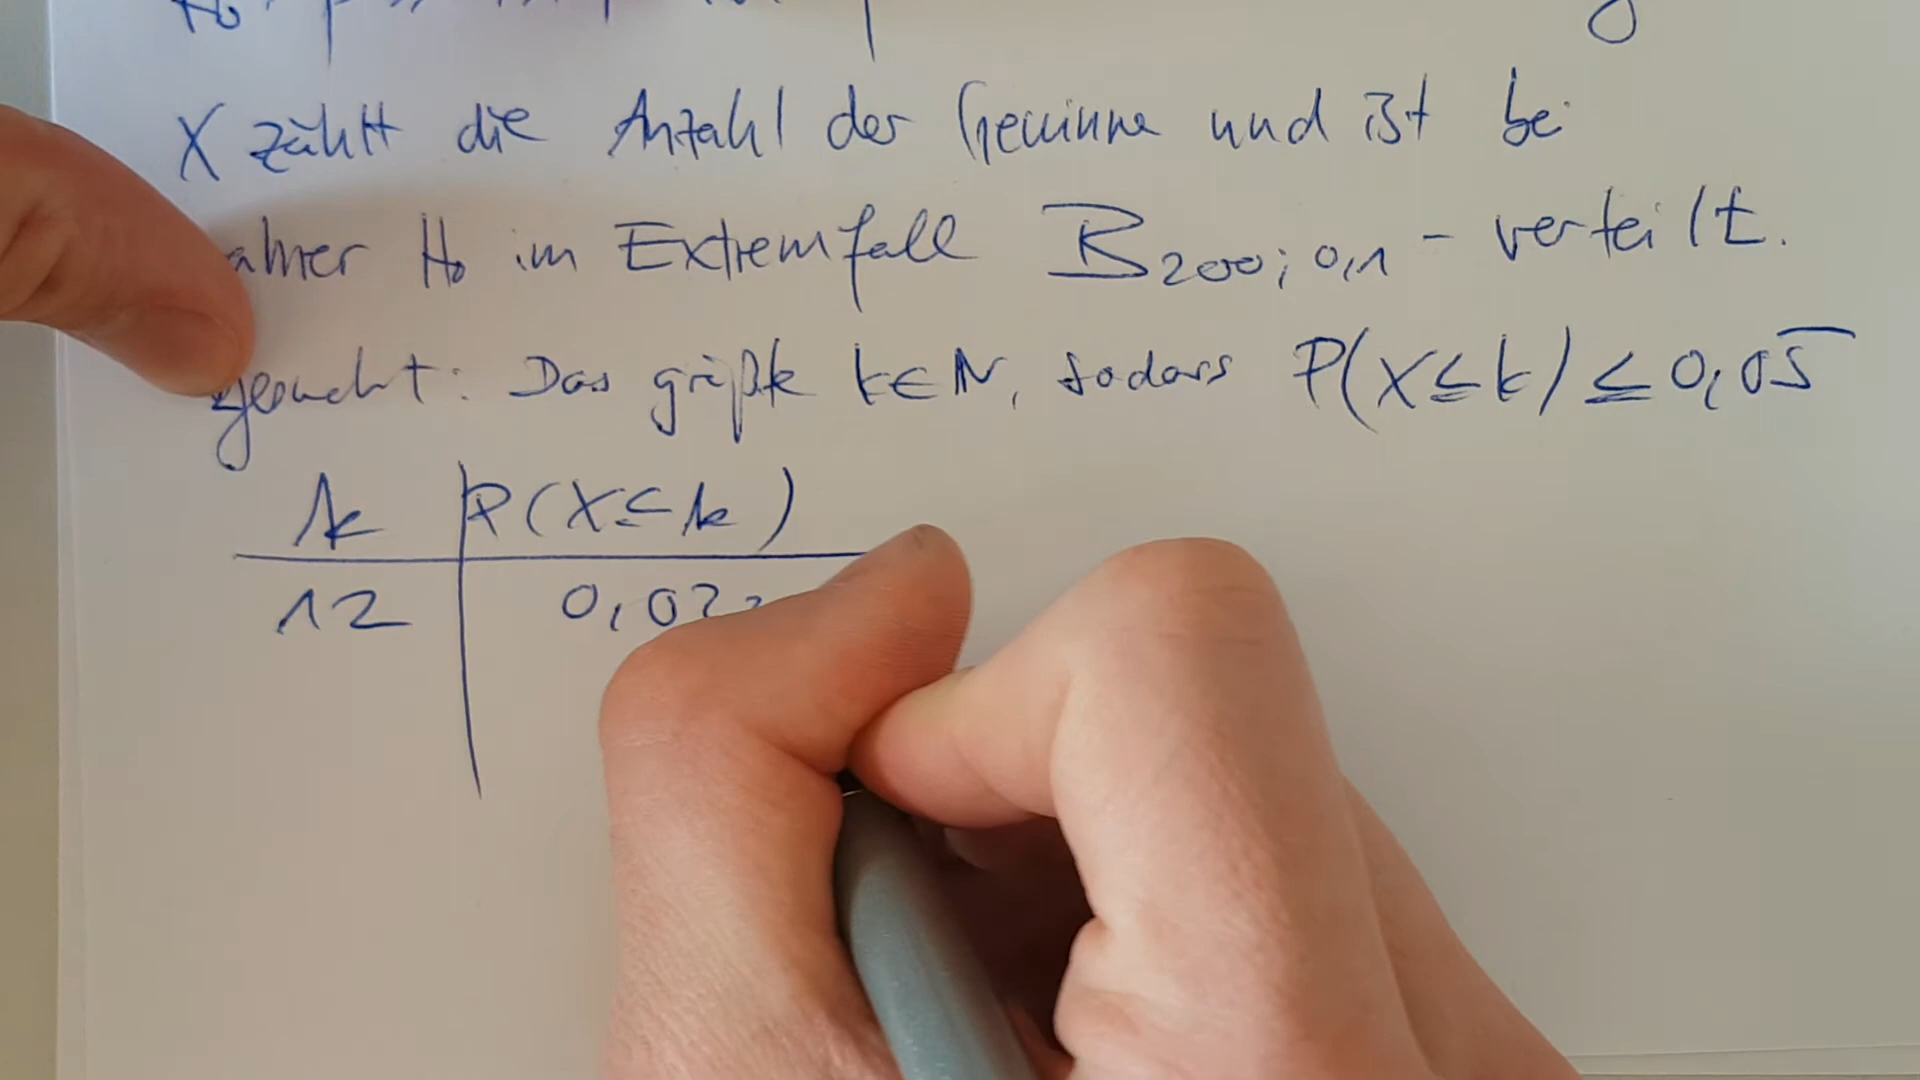 X zählt die Anzahl der Gewinne und ist bei
wahrer H₀ im Extremfall B₂₀₀; ₀,₁ - verteilt.
gesucht: Das größte k∈ℕ, sodass P(X≤k) ≤ 0,05
k P(X≤k)
12 0,03